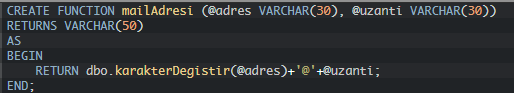 CREATE FUNCTION mailAdresi (@adres VARCHAR(30), @uzanti VARCHAR(30))
RETURNS VARCHAR(50)
AS
BEGIN
    RETURN dbo.karakterDegistir(@adres)+'@'+@uzanti;
END;